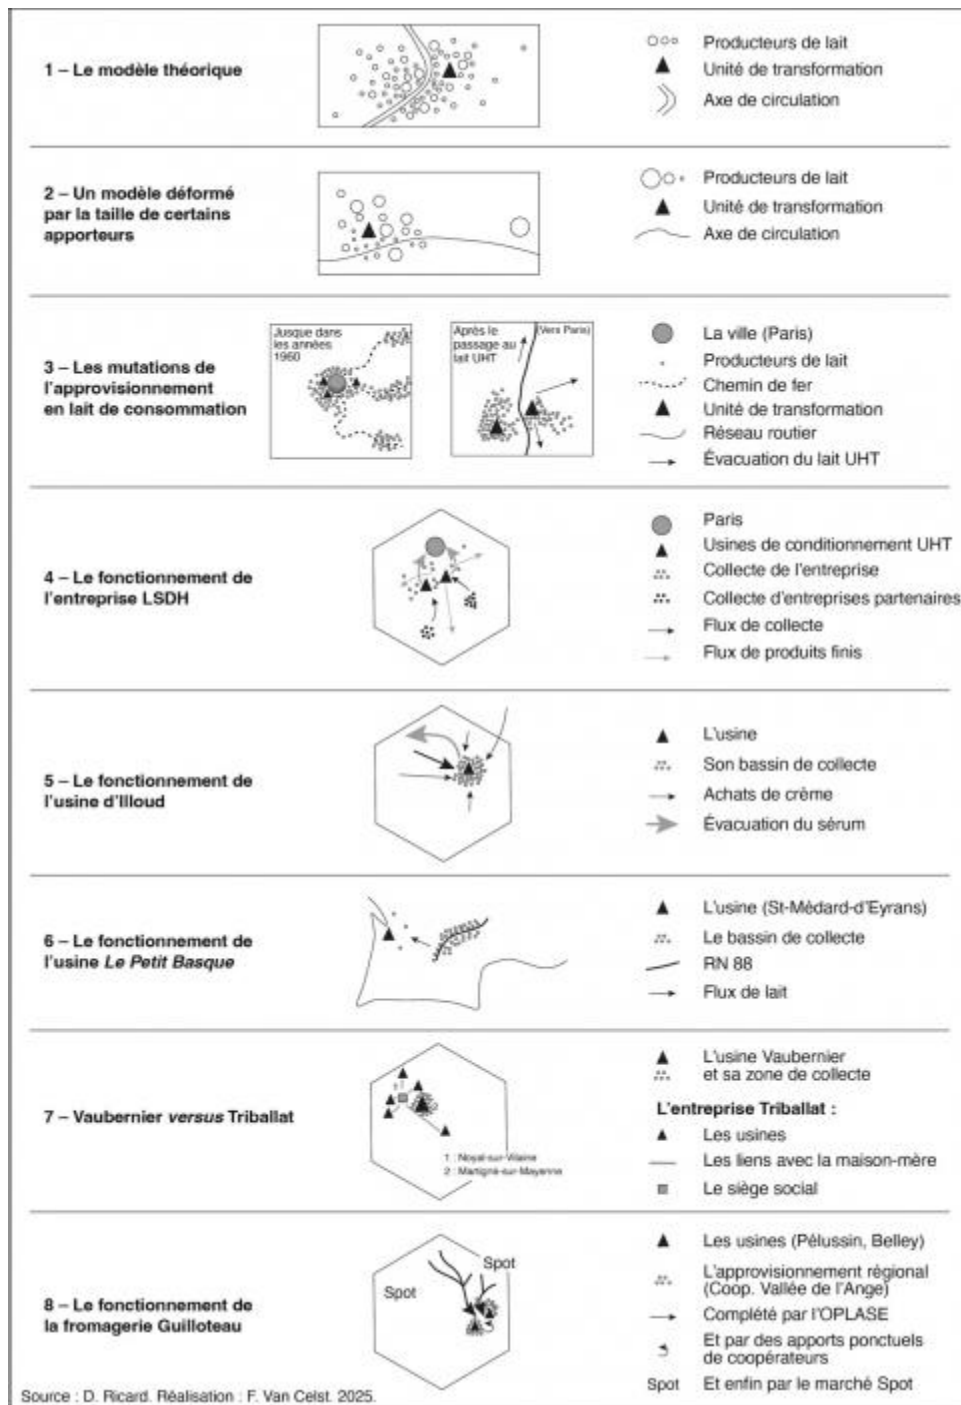 1 – Le modèle théorique
Producteurs de lait
Unité de transformation
Axe de circulation
2 – Un modèle déformé
par la taille de certains
apporteurs
Producteurs de lait
Unité de transformation
Axe de circulation
3 – Les mutations de
l'approvisionnement
en lait de consommation
Jusque dans
les années
1960
Après le
passage au
lait UHT
(Vers Paris)
La ville (Paris)
Producteurs de lait
Chemin de fer
Unité de transformation
Réseau routier
Évacuation du lait UHT
4 – Le fonctionnement de
l'entreprise LSDH
Paris
Usines de conditionnement UHT
Collecte de l'entreprise
Collecte d'entreprises partenaires
Flux de collecte
Flux de produits finis
5 – Le fonctionnement de
l'usine d'Illoud
L'usine
Son bassin de collecte
Achats de crème
Évacuation du sérum
6 – Le fonctionnement de
l'usine Le Petit Basque
L'usine (St-Médard-d'Eyrans)
Le bassin de collecte
RN 88
Flux de lait
7 – Vaubernier versus Triballat
1 : Noyal-sur-Vilaine
2 : Martigné-sur-Mayenne
L'usine Vaubernier
et sa zone de collecte
L'entreprise Triballat :
Les usines
Les liens avec la maison-mère
Le siège social
8 – Le fonctionnement de
la fromagerie Guilloteau
Spot
Spot
Les usines (Pélussin, Belley)
L'approvisionnement régional
(Coop. Vallée de l'Ange)
Complété par l'OPLASE
Et par des apports ponctuels
de coopérateurs
Spot Et enfin par le marché Spot
Source : D. Ricard. Réalisation : F. Van Celst. 2025.